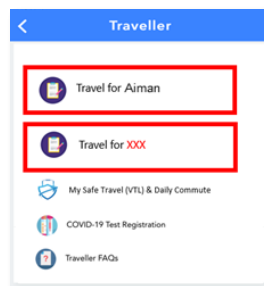 Traveller
Travel for Aiman
Travel for XXX
My Safe Travel (VTL) & Daily Commute
COVID-19 Test Registration
Traveller FAQs